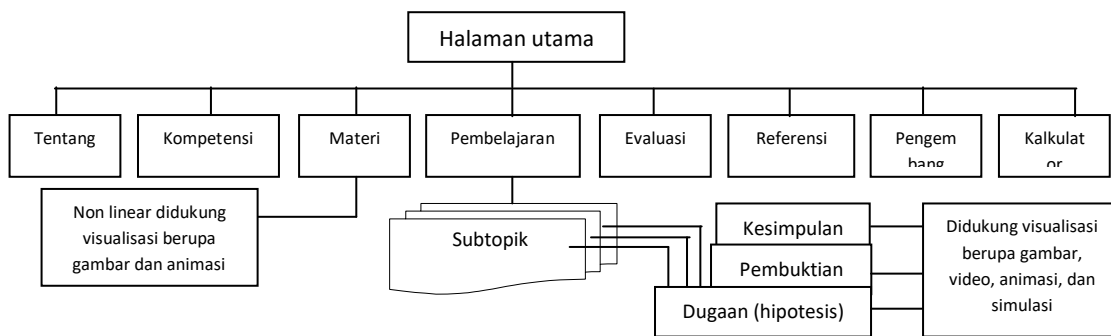 Halaman utama
Tentang
Kompetensi
Materi
Pembelajaran
Evaluasi
Referensi
Pengem
bang
Kalkulat
or
Non linear didukung
visualisasi berupa
gambar dan animasi
Subtopik
Kesimpulan
Pembuktian
Dugaan (hipotesis)
Didukung visualisasi
berupa gambar,
video, animasi, dan
simulasi